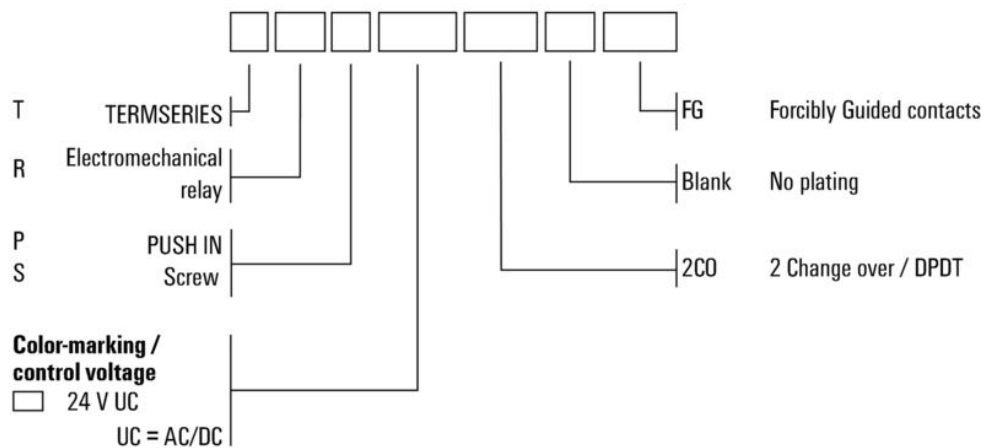 T TERMSERIES
R Electromechanical
relay
P PUSH IN
S Screw
Color-marking /
control voltage
24 V UC
UC = AC/DC
FG Forcibly Guided contacts
Blank No plating
2CO 2 Change over / DPDT